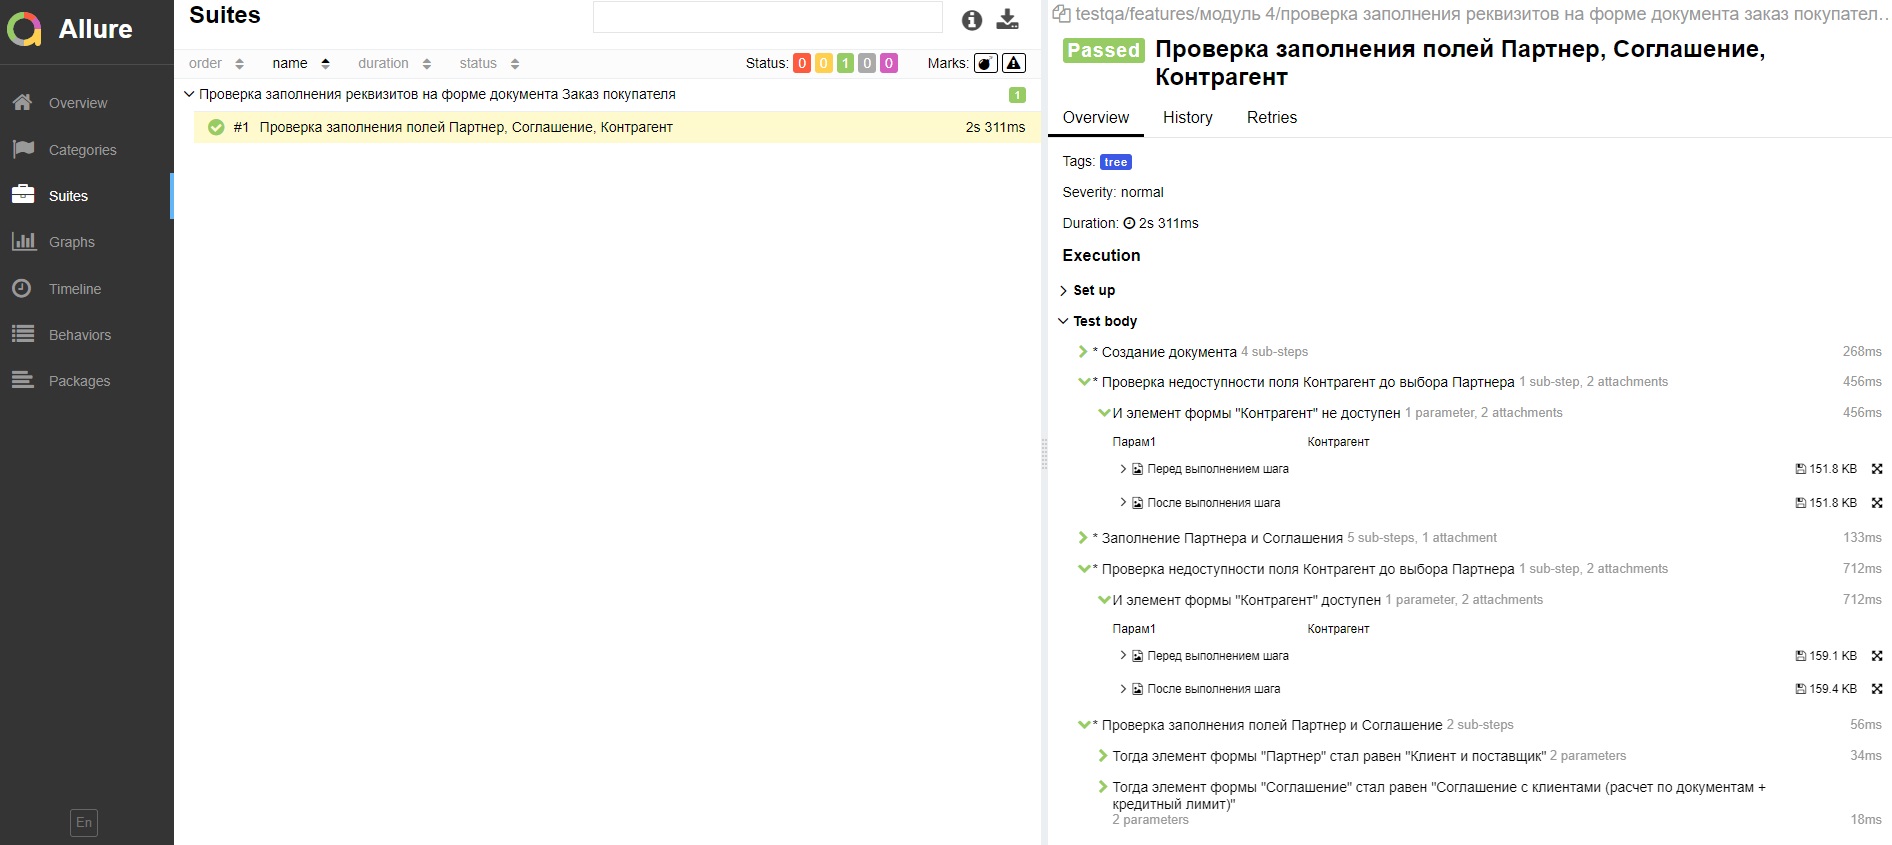 Allure
Overview
Categories
Suites
Graphs
Timeline
Behaviors
Packages
En
Suites
order name duration status Status: 0 0 1 0 0 Marks:
Проверка заполнения реквизитов на форме документа Заказ покупателя 1
#1 Проверка заполнения полей Партнер, Соглашение, Контрагент 2s 311ms
testqa/features/модуль 4/проверка заполнения реквизитов на форме документа заказ покупател…
Passed Проверка заполнения полей Партнер, Соглашение,
Контрагент
Overview History Retries
Tags: tree
Severity: normal
Duration: 2s 311ms
Execution
Set up
Test body
* Создание документа 4 sub-steps 268ms
* Проверка недоступности поля Контрагент до выбора Партнера 1 sub-step, 2 attachments 456ms
И элемент формы "Контрагент" не доступен 1 parameter, 2 attachments 456ms
Парам1 Контрагент
Перед выполнением шага 151.8 KB
После выполнения шага 151.8 KB
* Заполнение Партнера и Соглашения 5 sub-steps, 1 attachment 133ms
* Проверка недоступности поля Контрагент до выбора Партнера 1 sub-step, 2 attachments 712ms
И элемент формы "Контрагент" доступен 1 parameter, 2 attachments 712ms
Парам1 Контрагент
Перед выполнением шага 159.1 KB
После выполнения шага 159.4 KB
* Проверка заполнения полей Партнер и Соглашение 2 sub-steps 56ms
Тогда элемент формы "Партнер" стал равен "Клиент и поставщик" 2 parameters 34ms
Тогда элемент формы "Соглашение" стал равен "Соглашение с клиентами (расчет по документам +
кредитный лимит)"
2 parameters 18ms